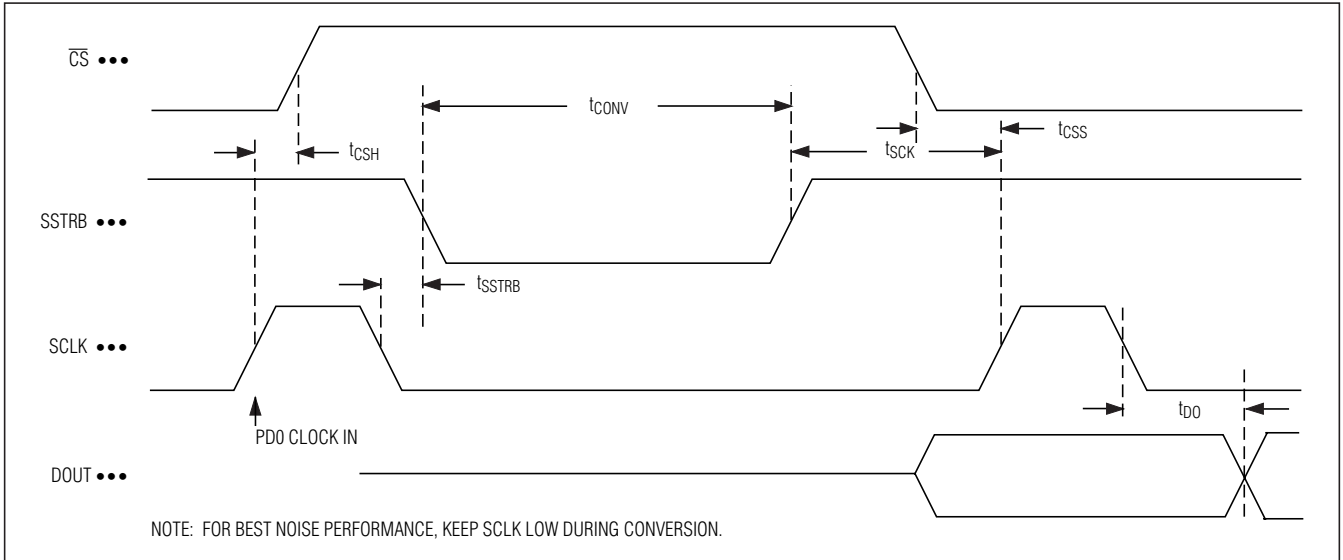 C̅S̅ •••
tCONV
tCSS
tCSH
tSCK
SSTRB •••
tSSTRB
SCLK •••
tDO
PD0 CLOCK IN
DOUT •••
NOTE: FOR BEST NOISE PERFORMANCE, KEEP SCLK LOW DURING CONVERSION.